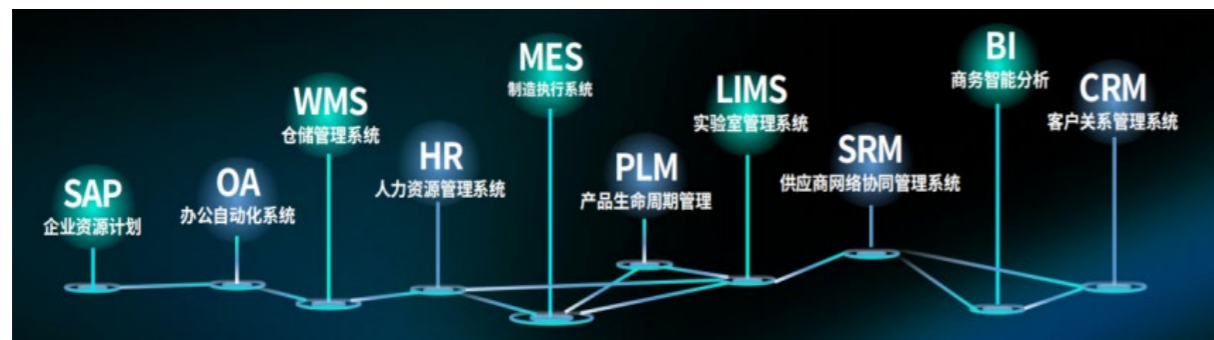 SAP
企业资源计划
OA
办公自动化系统
WMS
仓储管理系统
HR
人力资源管理系统
MES
制造执行系统
PLM
产品生命周期管理
LIMS
实验室管理系统
SRM
供应商网络协同管理系统
BI
商务智能分析
CRM
客户关系管理系统